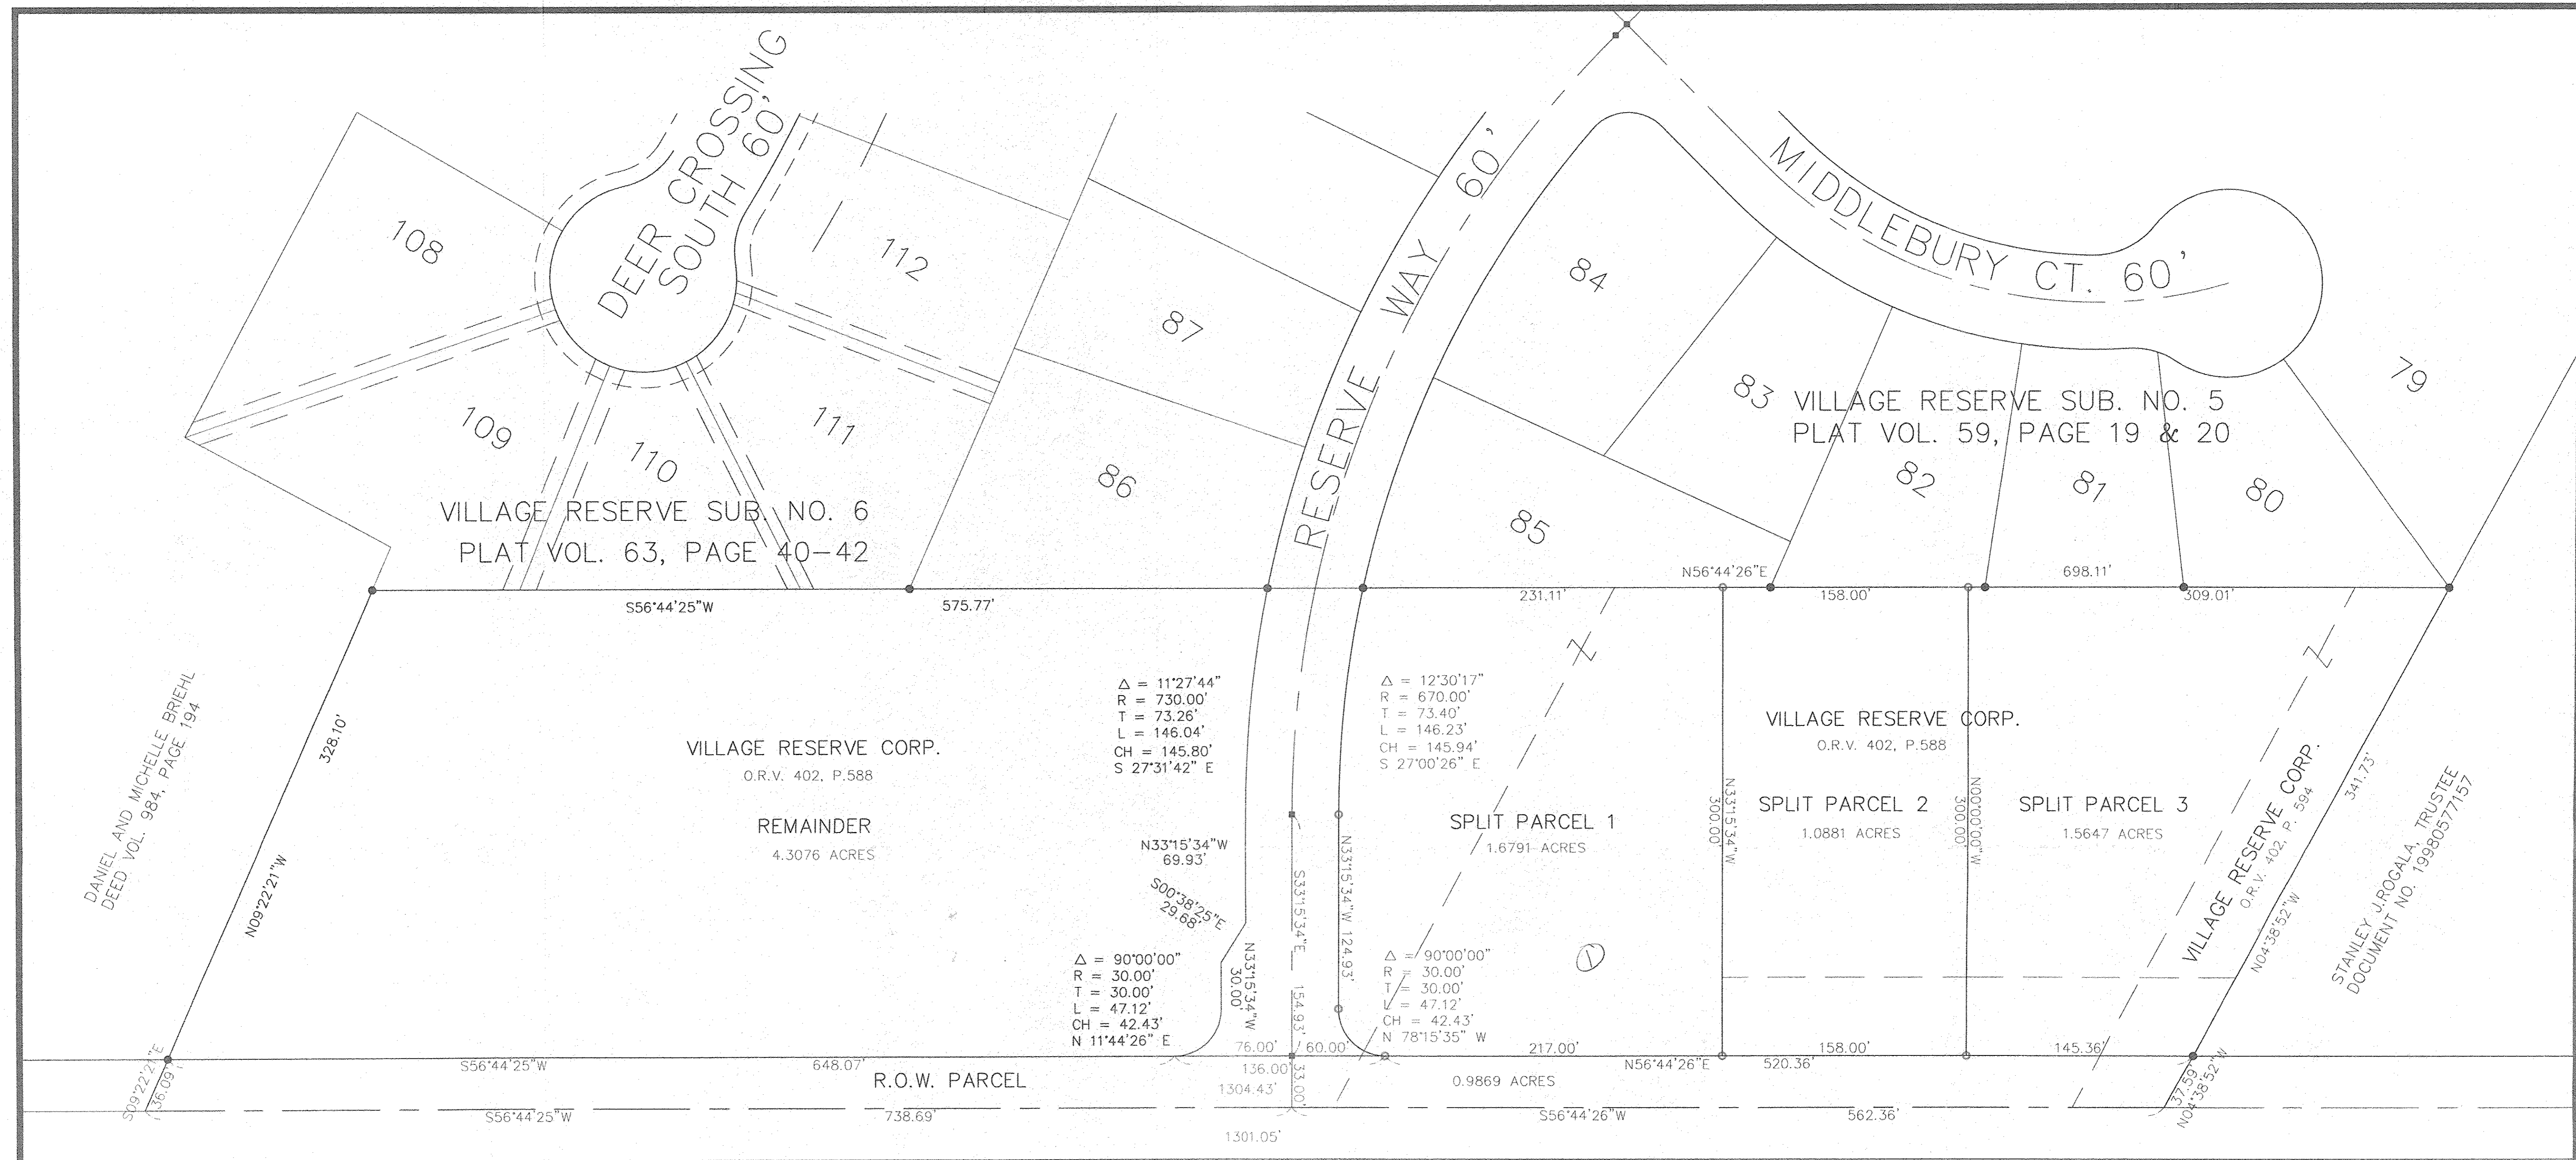 DEER CROSSING
SOUTH 60'
RESERVE WAY 60'
MIDDLEBURY CT. 60'
108
109
110
111
112
87
86
84
85
83
82
81
80
79
VILLAGE RESERVE SUB. NO. 5
PLAT VOL. 59, PAGE 19 & 20
VILLAGE RESERVE SUB. NO. 6
PLAT VOL. 63, PAGE 40-42
S56°44'25"W
575.77'
231.11'
N56°44'26"E
158.00'
698.11'
309.01'
DANIEL AND MICHELLE BRIEHL
DEED VOL. 984, PAGE 194
328.10'
N09°22'21"W
VILLAGE RESERVE CORP.
O.R.V. 402, P.588
REMAINDER
4.3076 ACRES
Δ = 11°27'44"
R = 730.00'
T = 73.26'
L = 146.04'
CH = 145.80'
S 27°31'42" E
Δ = 12°30'17"
R = 670.00'
T = 73.40'
L = 146.23'
CH = 145.94'
S 27°00'26" E
N33°15'34"W
69.93'
S00°38'25"E
29.68'
N33°15'34"W
30.00'
S33°15'34"E 154.93'
N33°15'34"W 124.93'
Δ = 90°00'00"
R = 30.00'
T = 30.00'
L = 47.12'
CH = 42.43'
N 11°44'26" E
Δ = 90°00'00"
R = 30.00'
T = 30.00'
L = 47.12'
CH = 42.43'
N 78°15'35" W
SPLIT PARCEL 1
1.6791 ACRES
1
N33°15'34"W
300.00'
VILLAGE RESERVE CORP.
O.R.V. 402, P.588
SPLIT PARCEL 2
1.0881 ACRES
N00°00'00"W
300.00'
SPLIT PARCEL 3
1.5647 ACRES
VILLAGE RESERVE CORP.
O.R.V. 402, P. 594
341.73'
N04°38'52"W
STANLEY J.ROGALA, TRUSTEE
DOCUMENT NO. 19980577157
S09°22'21"E
36.09'
S56°44'25"W
648.07'
R.O.W. PARCEL
76.00'
60.00'
136.00'
1304.43'
33.00'
217.00'
0.9869 ACRES
N56°44'26"E
520.36'
158.00'
145.36'
37.59'
N04°38'52"W
S56°44'25"W
738.69'
S56°44'26"W
562.36'
1301.05'